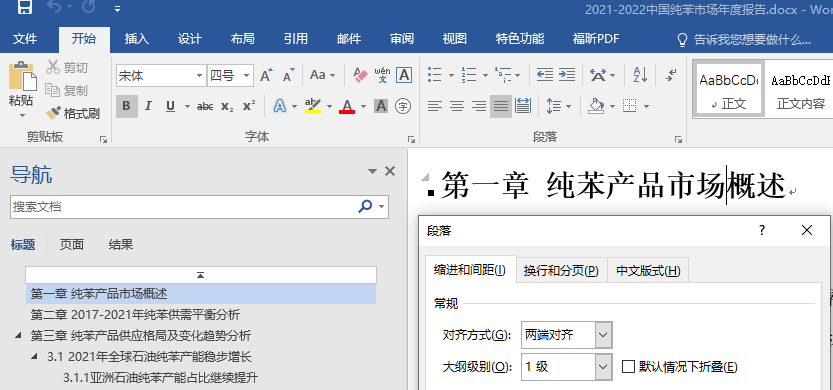 2021-2022中国纯苯市场年度报告.docx - Wor
文件 开始 插入 设计 布局 引用 邮件 审阅 视图 特色功能 福昕PDF 告诉我您想要做什么...
粘贴 剪切 复制 格式刷
宋体 四号 Aa wén A
B I U abc x₂ x² A aby A A 字
AaBbCcDc AaBbCcDdE
正文 正文内容
剪贴板 字体 段落
导航
搜索文档
标题 页面 结果
第一章 纯苯产品市场概述
第二章 2017-2021年纯苯供需平衡分析
第三章 纯苯产品供应格局及变化趋势分析
3.1 2021年全球石油纯苯产能稳步增长
3.1.1亚洲石油纯苯产能占比继续提升
第一章 纯苯产品市场概述
段落 ? ×
缩进和间距(I) 换行和分页(P) 中文版式(H)
常规
对齐方式(G): 两端对齐
大纲级别(O): 1 级 默认情况下折叠(E)